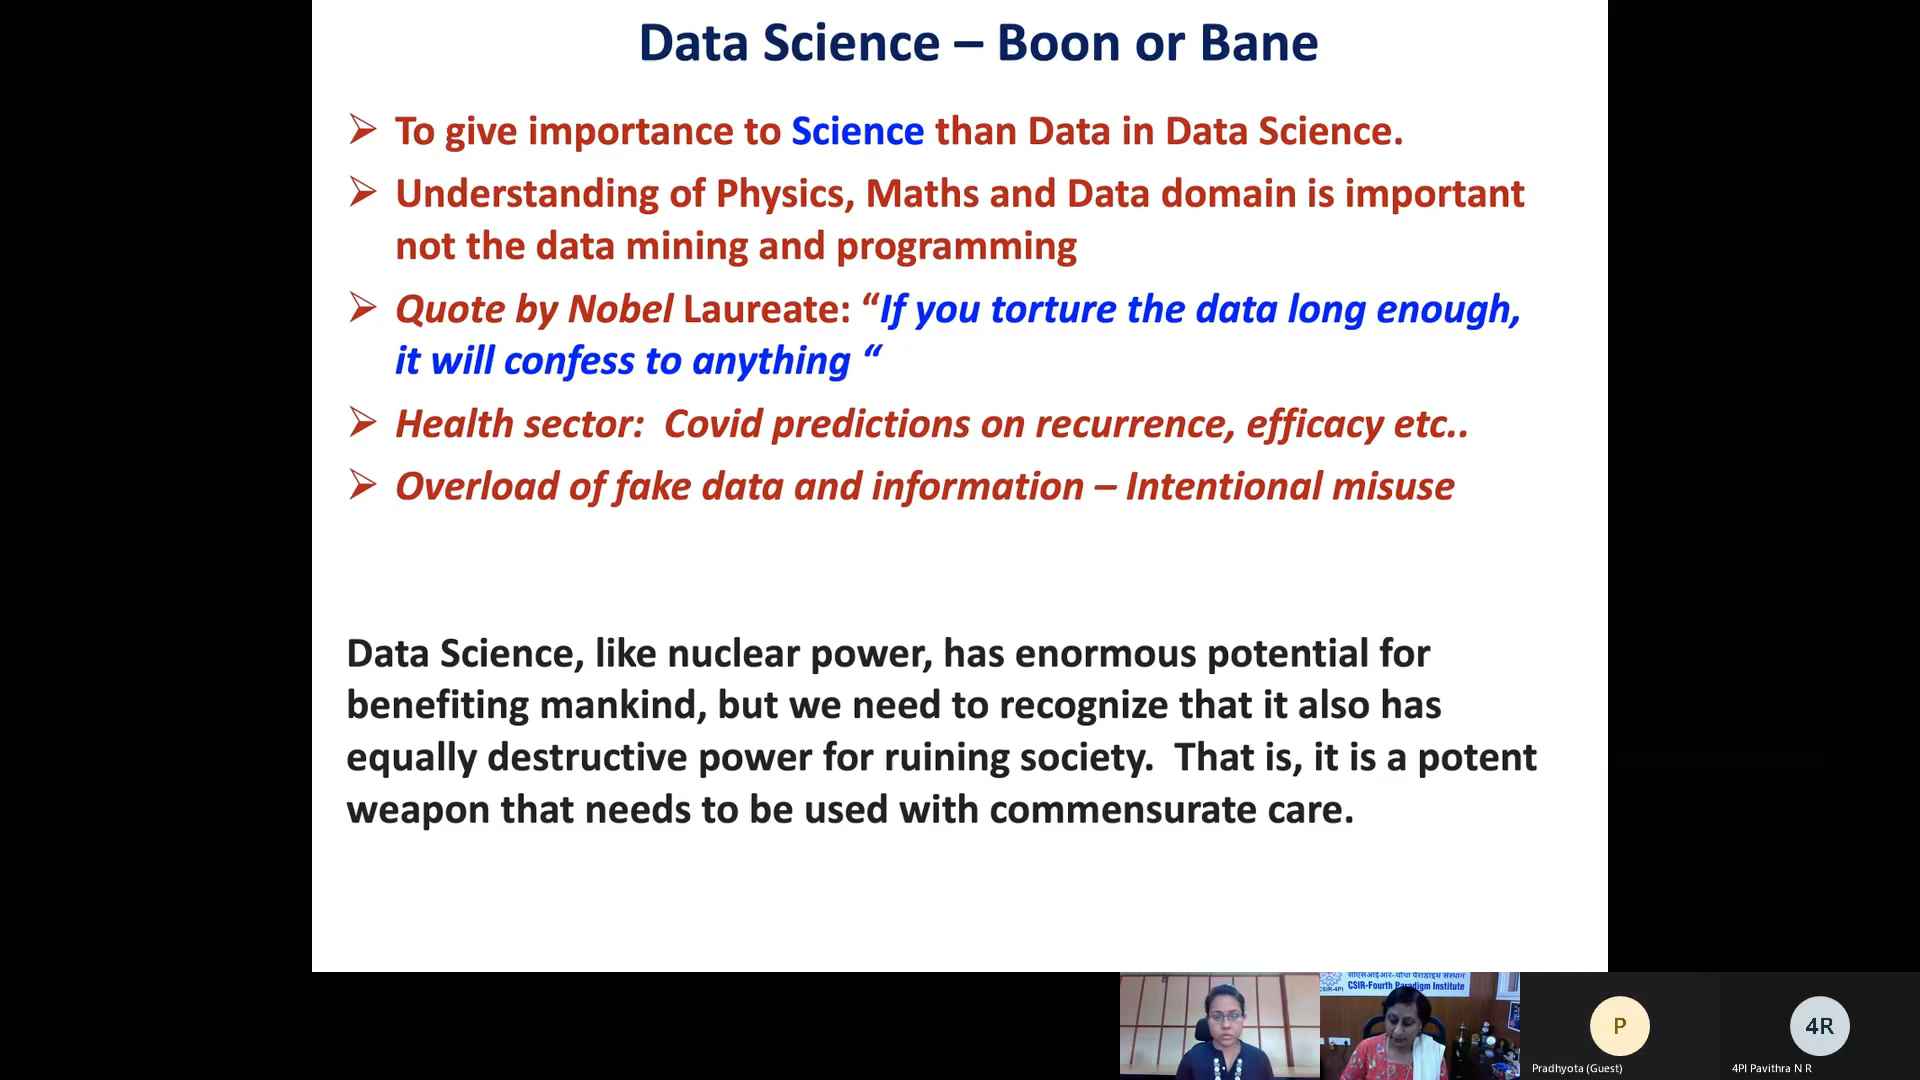 Data Science – Boon or Bane
➢ To give importance to Science than Data in Data Science.
➢ Understanding of Physics, Maths and Data domain is important
not the data mining and programming
➢ Quote by Nobel Laureate: “If you torture the data long enough,
it will confess to anything “
➢ Health sector:  Covid predictions on recurrence, efficacy etc..
➢ Overload of fake data and information – Intentional misuse
Data Science, like nuclear power, has enormous potential for
benefiting mankind, but we need to recognize that it also has
equally destructive power for ruining society.  That is, it is a potent
weapon that needs to be used with commensurate care.
सीएसआईआर-चौथा पैराडाइम संस्थान
CSIR-4PI
CSIR-Fourth Paradigm Institute
P
4R
Pradhyota (Guest)
4PI Pavithra N R